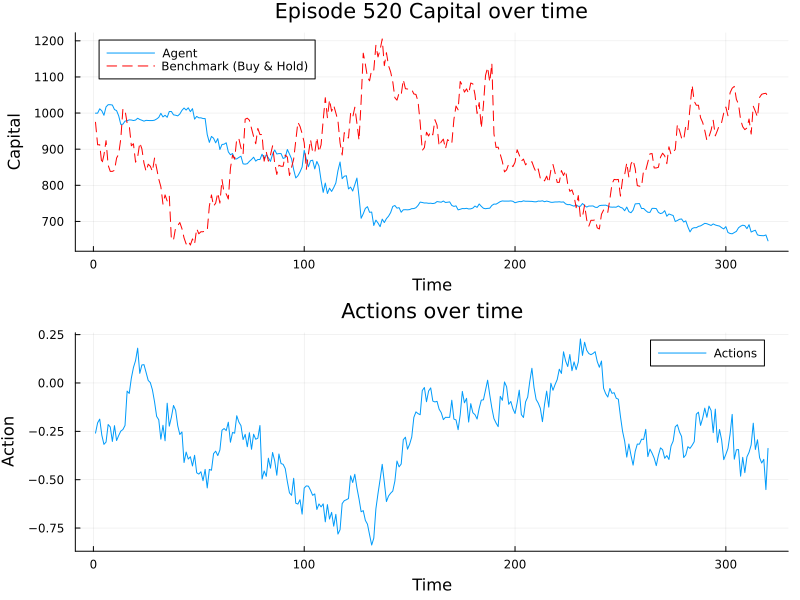 Episode 520 Capital over time
Capital
1200
1100
1000
900
800
700
Agent
Benchmark (Buy & Hold)
0
100
200
300
Time
Actions over time
Action
0.25
0.00
−0.25
−0.50
−0.75
Actions
0
100
200
300
Time